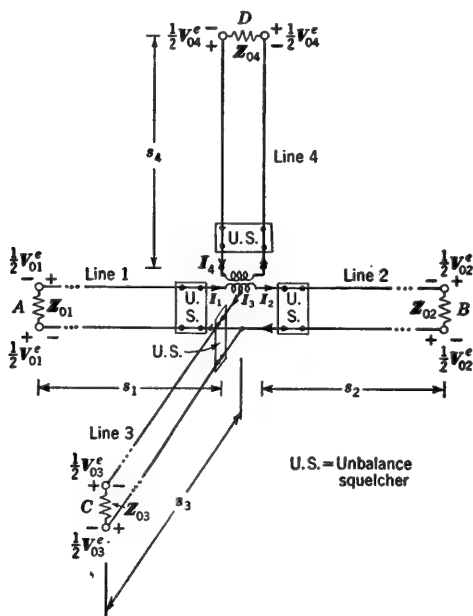 D
½V₀₄ᵉ − + + − ½V₀₄ᵉ
Z₀₄
s₄
Line 4
U.S.
I₄
½V₀₁ᵉ − + Line 1 I₁ I₃ I₂ Line 2 − + ½V₀₂ᵉ
A Z₀₁ U. S. U. S. Z₀₂ B
½V₀₁ᵉ + − + − ½V₀₂ᵉ
U.S.
s₁ s₂
Line 3
s₃
U.S.=Unbalance
squelcher
½V₀₃ᵉ
+ −
C Z₀₃
− +
½V₀₃ᵉ